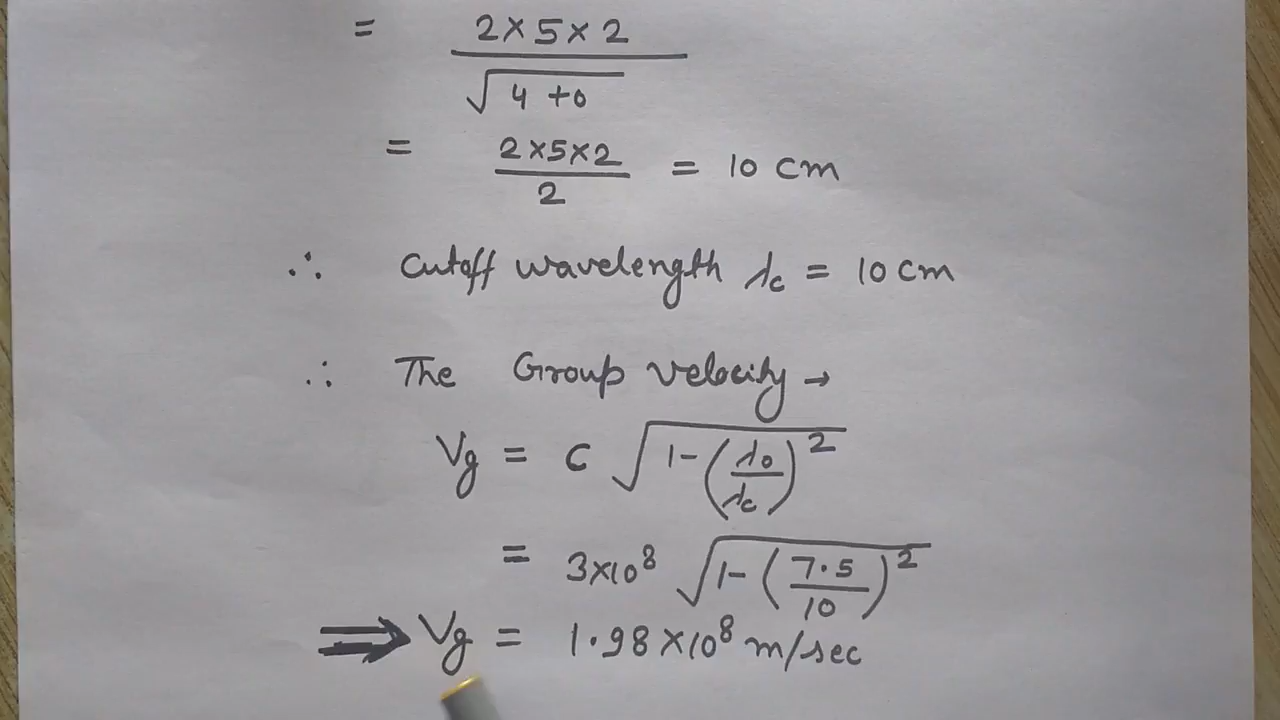 = 2×5×2 / √4+0
= 2×5×2 / 2 = 10 cm
∴ Cutoff wavelength λc = 10 cm
∴ The Group velocity →
Vg = c √1-(λ0/λc)²
= 3×10⁸ √1-(7.5/10)²
⇒ Vg = 1.98×10⁸ m/sec